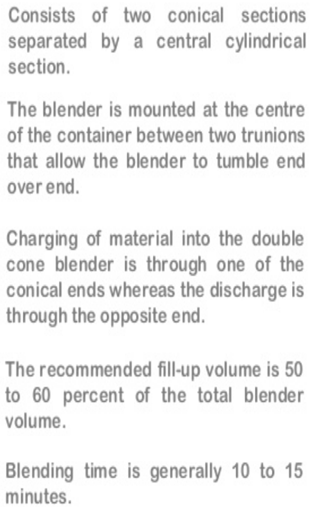 Consists of two conical sections
separated by a central cylindrical
section.
The blender is mounted at the centre
of the container between two trunions
that allow the blender to tumble end
over end.
Charging of material into the double
cone blender is through one of the
conical ends whereas the discharge is
through the opposite end.
The recommended fill-up volume is 50
to 60 percent of the total blender
volume.
Blending time is generally 10 to 15
minutes.